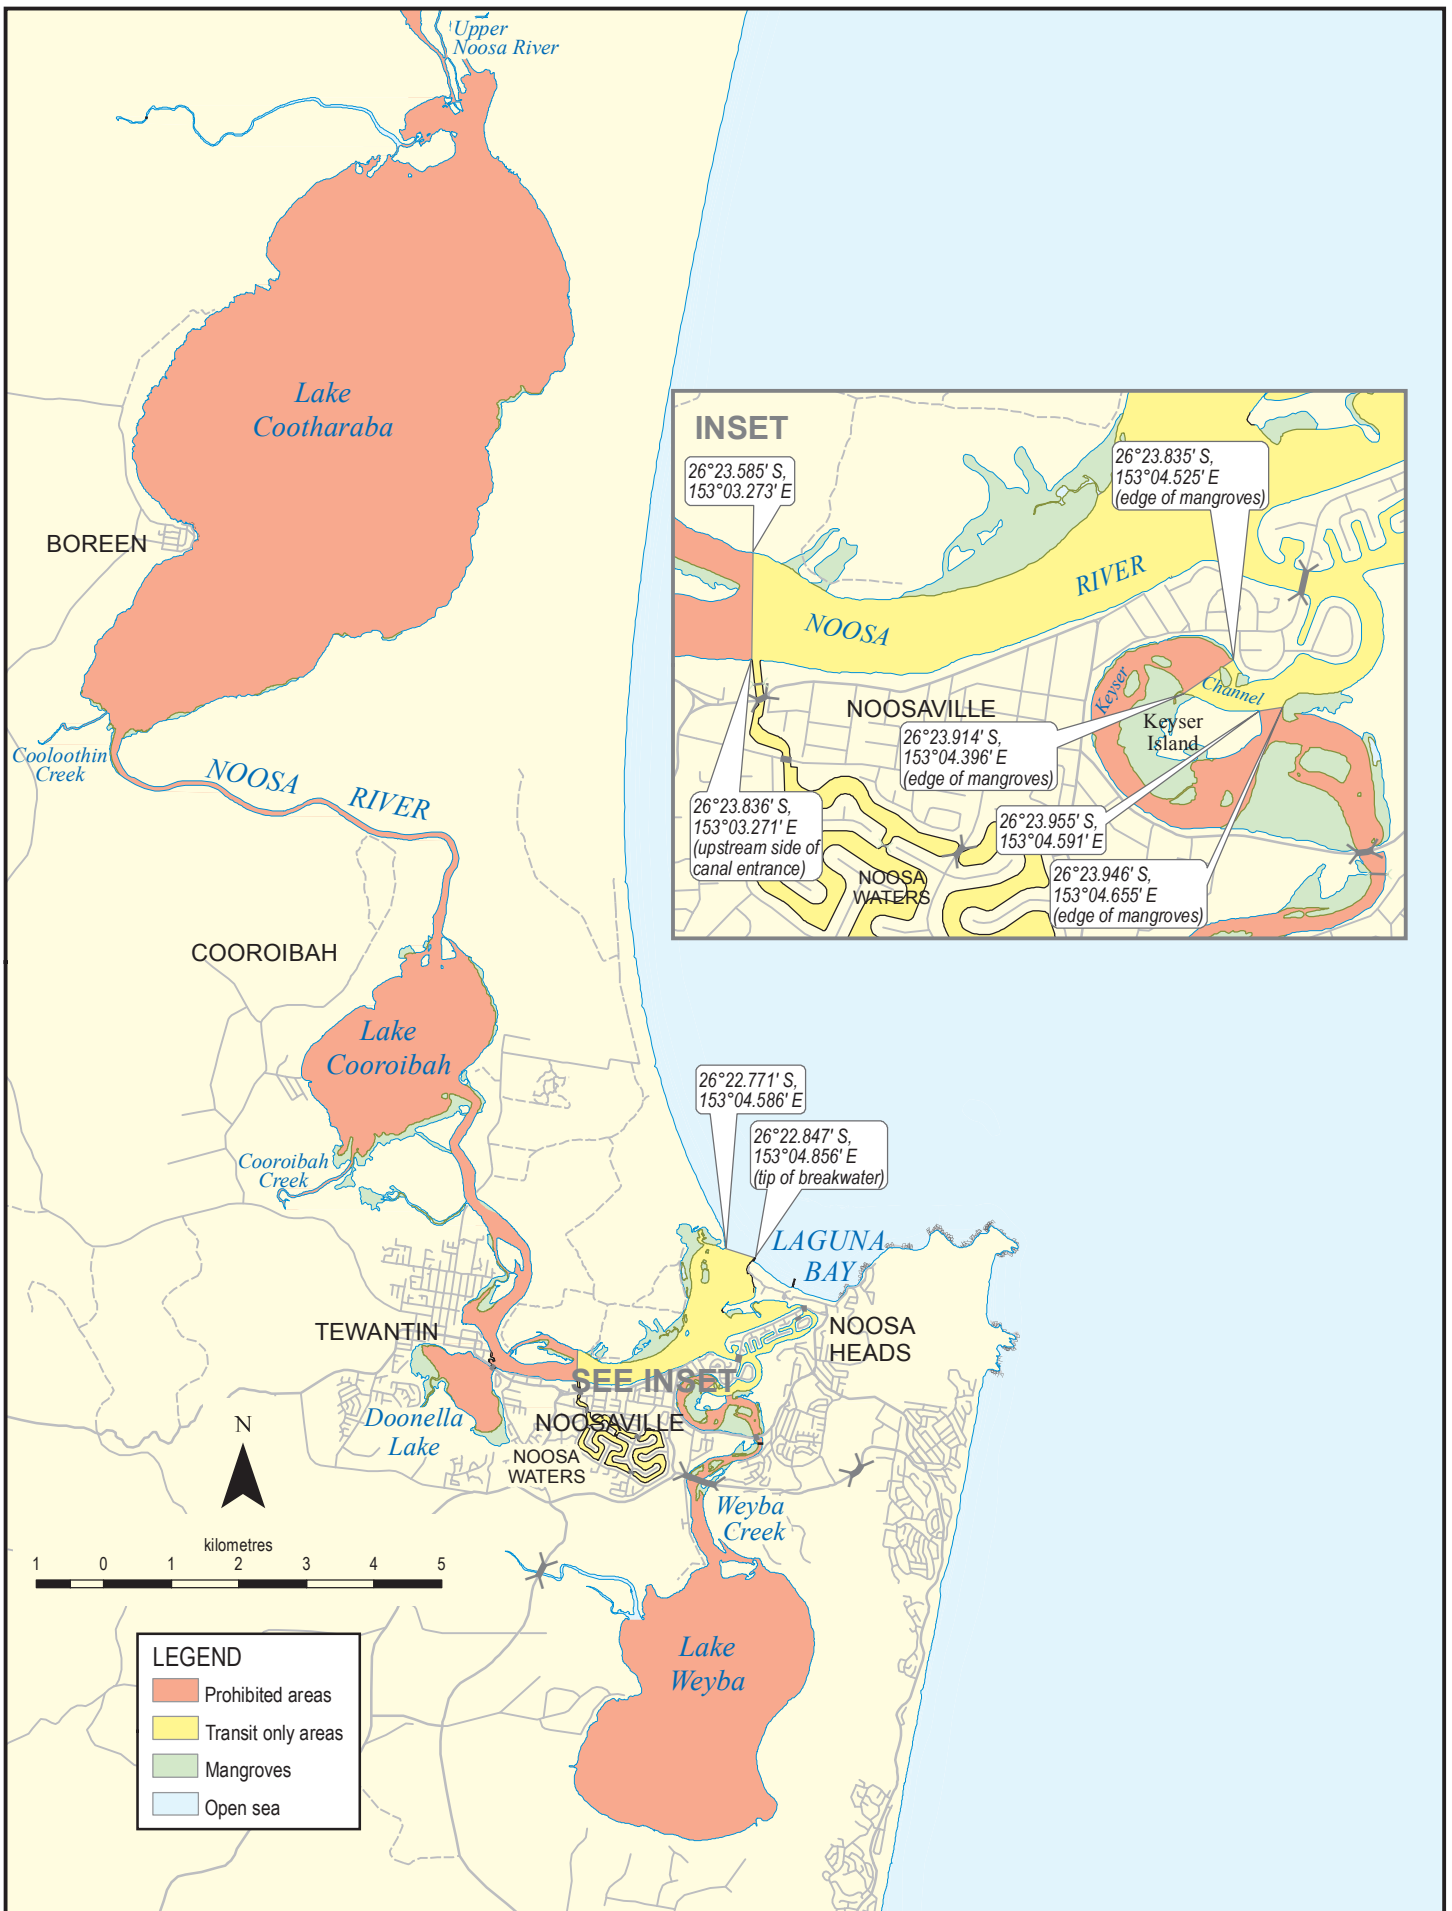 Upper
Noosa River
Lake
Cootharaba
BOREEN
Cooloothin
Creek
NOOSA RIVER
COOROIBAH
Lake
Cooroibah
Cooroibah
Creek
INSET
26°23.585' S,
153°03.273' E
26°23.835' S,
153°04.525' E
(edge of mangroves)
NOOSA RIVER
NOOSAVILLE
Keyser Channel
Keyser
Island
26°23.914' S,
153°04.396' E
(edge of mangroves)
26°23.836' S,
153°03.271' E
(upstream side of
canal entrance)
26°23.955' S,
153°04.591' E
26°23.946' S,
153°04.655' E
(edge of mangroves)
NOOSA
WATERS
26°22.771' S,
153°04.586' E
26°22.847' S,
153°04.856' E
(tip of breakwater)
LAGUNA
BAY
TEWANTIN
NOOSA
HEADS
SEE INSET
Doonella
Lake
NOOSAVILLE
NOOSA
WATERS
Weyba
Creek
N
kilometres
1 0 1 2 3 4 5
Lake
Weyba
LEGEND
Prohibited areas
Transit only areas
Mangroves
Open sea